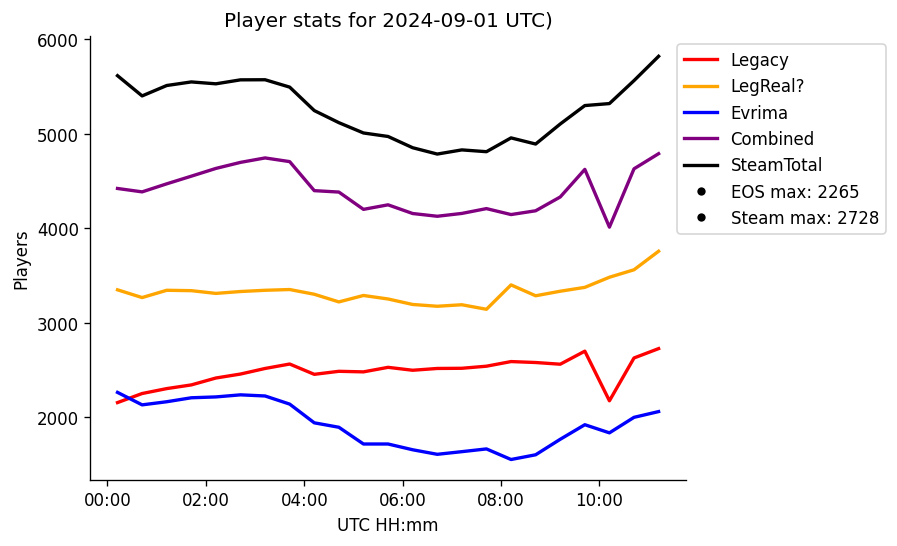 Player stats for 2024-09-01 UTC)
6000
5000
4000
3000
2000
Players
00:00
02:00
04:00
06:00
08:00
10:00
UTC HH:mm
Legacy
LegReal?
Evrima
Combined
SteamTotal
EOS max: 2265
Steam max: 2728